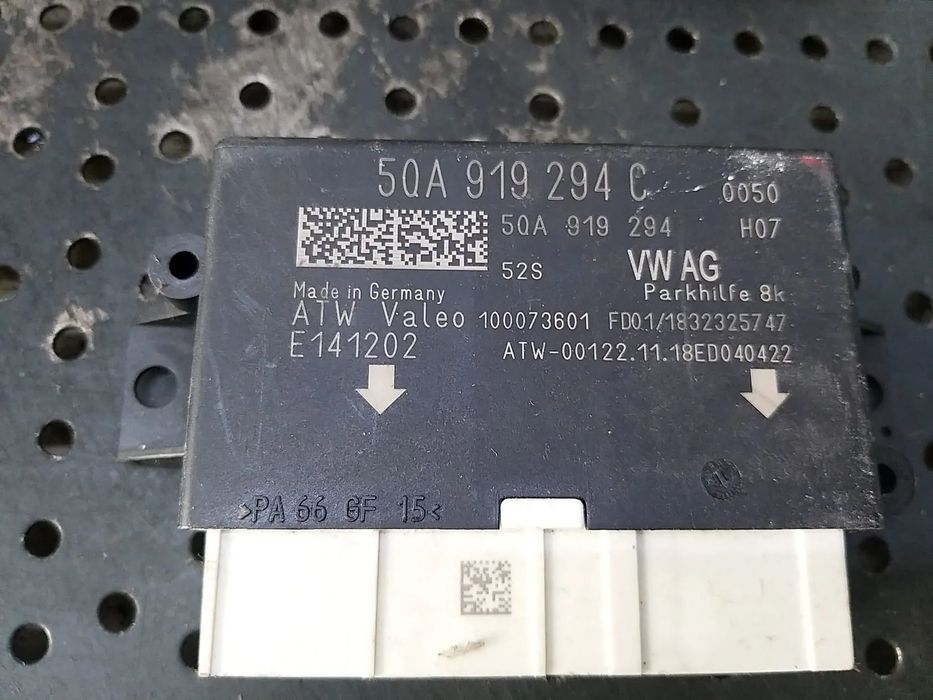 5QA 919 294 C 0050
5QA 919 294 H07
52S VW AG
Parkhilfe 8k
Made in Germany
ATW Valeo 100073601 FD01/1832325747
E141202 ATW-00122.11.18ED040422
>PA 66 GF 15<